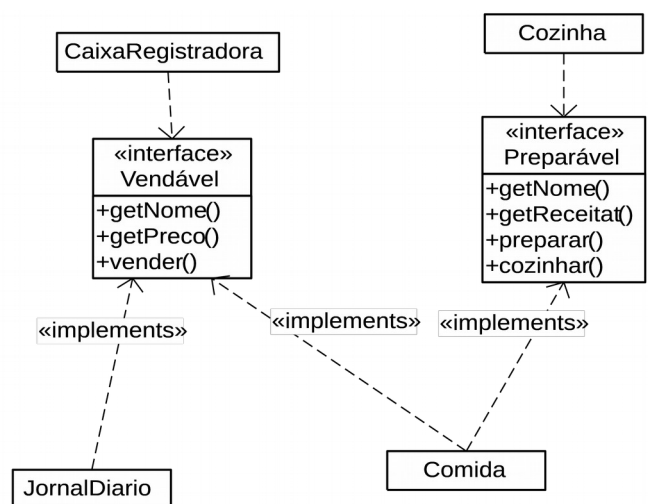 CaixaRegistradora
Cozinha
«interface»
Vendável
+getNome()
+getPreco()
+vender()
«interface»
Preparável
+getNome()
+getReceitat()
+preparar()
+cozinhar()
«implements»
«implements»
«implements»
JornalDiario
Comida